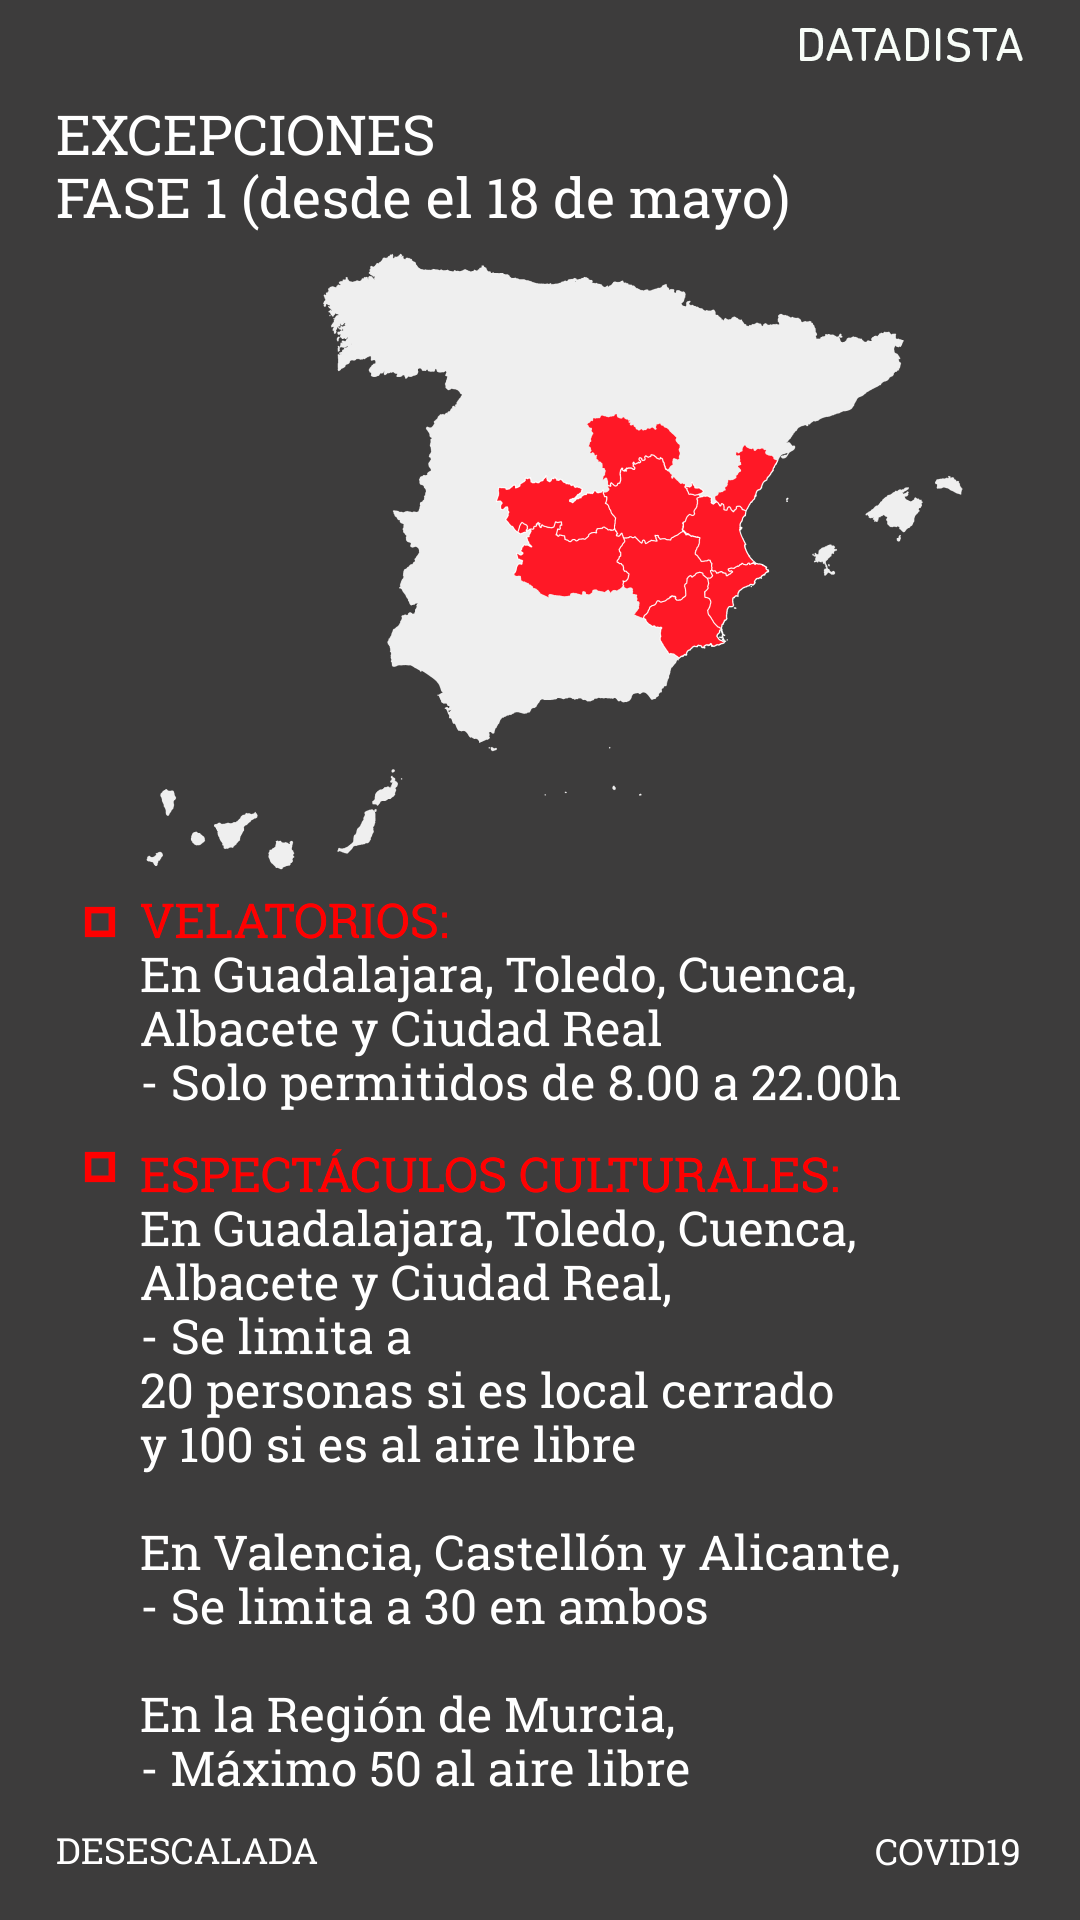 DATADISTA
EXCEPCIONES
FASE 1 (desde el 18 de mayo)
VELATORIOS:
En Guadalajara, Toledo, Cuenca,
Albacete y Ciudad Real
- Solo permitidos de 8.00 a 22.00h
ESPECTÁCULOS CULTURALES:
En Guadalajara, Toledo, Cuenca,
Albacete y Ciudad Real,
- Se limita a
20 personas si es local cerrado
y 100 si es al aire libre
En Valencia, Castellón y Alicante,
- Se limita a 30 en ambos
En la Región de Murcia,
- Máximo 50 al aire libre
DESESCALADA
COVID19